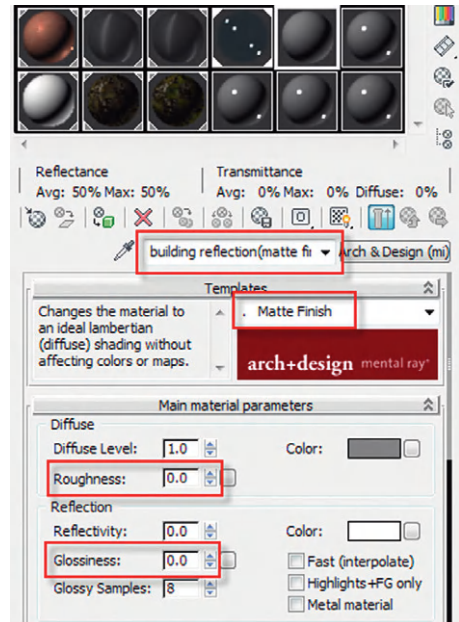 Reflectance
Transmittance
Avg: 50% Max: 50%
Avg: 0% Max: 0% Diffuse: 0%
building reflection(matte fi
Arch & Design (mi)
Templates
Changes the material to
an ideal lambertian
(diffuse) shading without
affecting colors or maps.
. Matte Finish
arch+design mental ray
Main material parameters
Diffuse
Diffuse Level: 1.0
Color:
Roughness: 0.0
Reflection
Reflectivity: 0.0
Color:
Glossiness: 0.0
Fast (interpolate)
Highlights+FG only
Glossy Samples: 8
Metal material